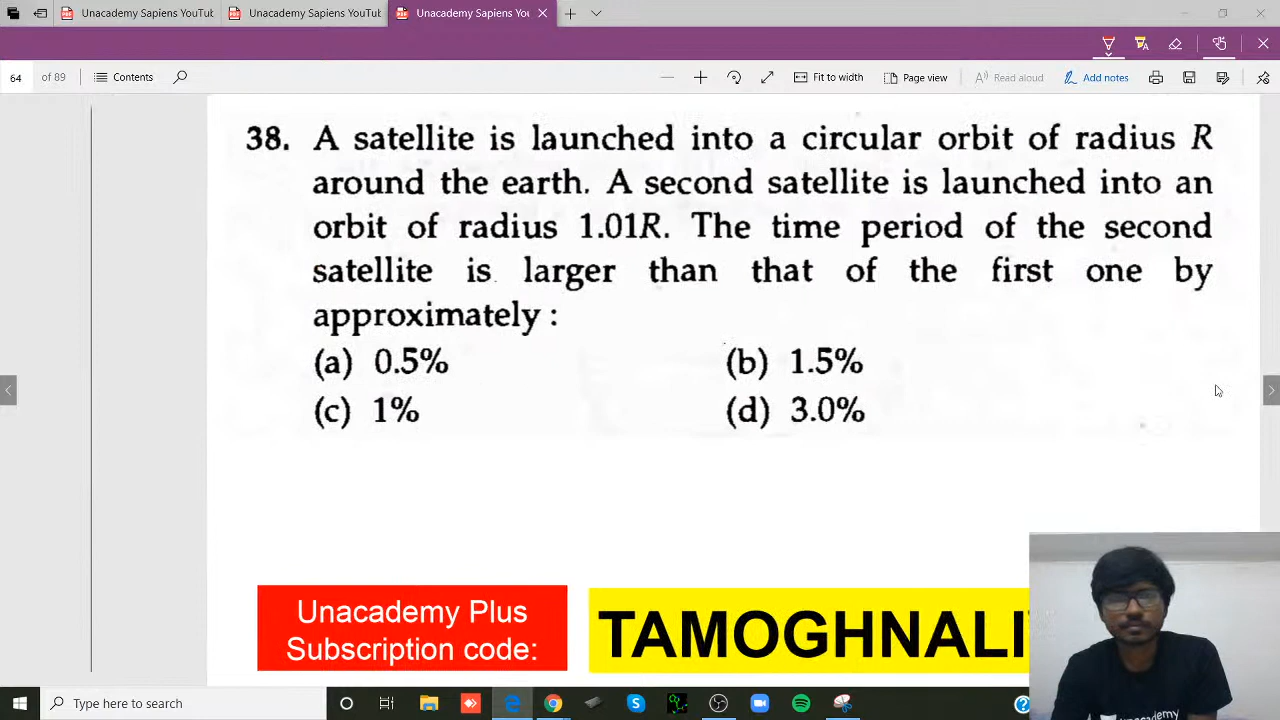 Unacademy Sapiens YouTuT
Unacademy Sapiens YouTuT
Unacademy Sapiens You
64 of 89
Contents
Fit to width
Page view
Read aloud
Add notes
38. A satellite is launched into a circular orbit of radius R
around the earth. A second satellite is launched into an
orbit of radius 1.01R. The time period of the second
satellite is larger than that of the first one by
approximately :
(a) 0.5% (b) 1.5%
(c) 1% (d) 3.0%
Unacademy Plus
Subscription code:
TAMOGHNALI
unacademy
Type here to search